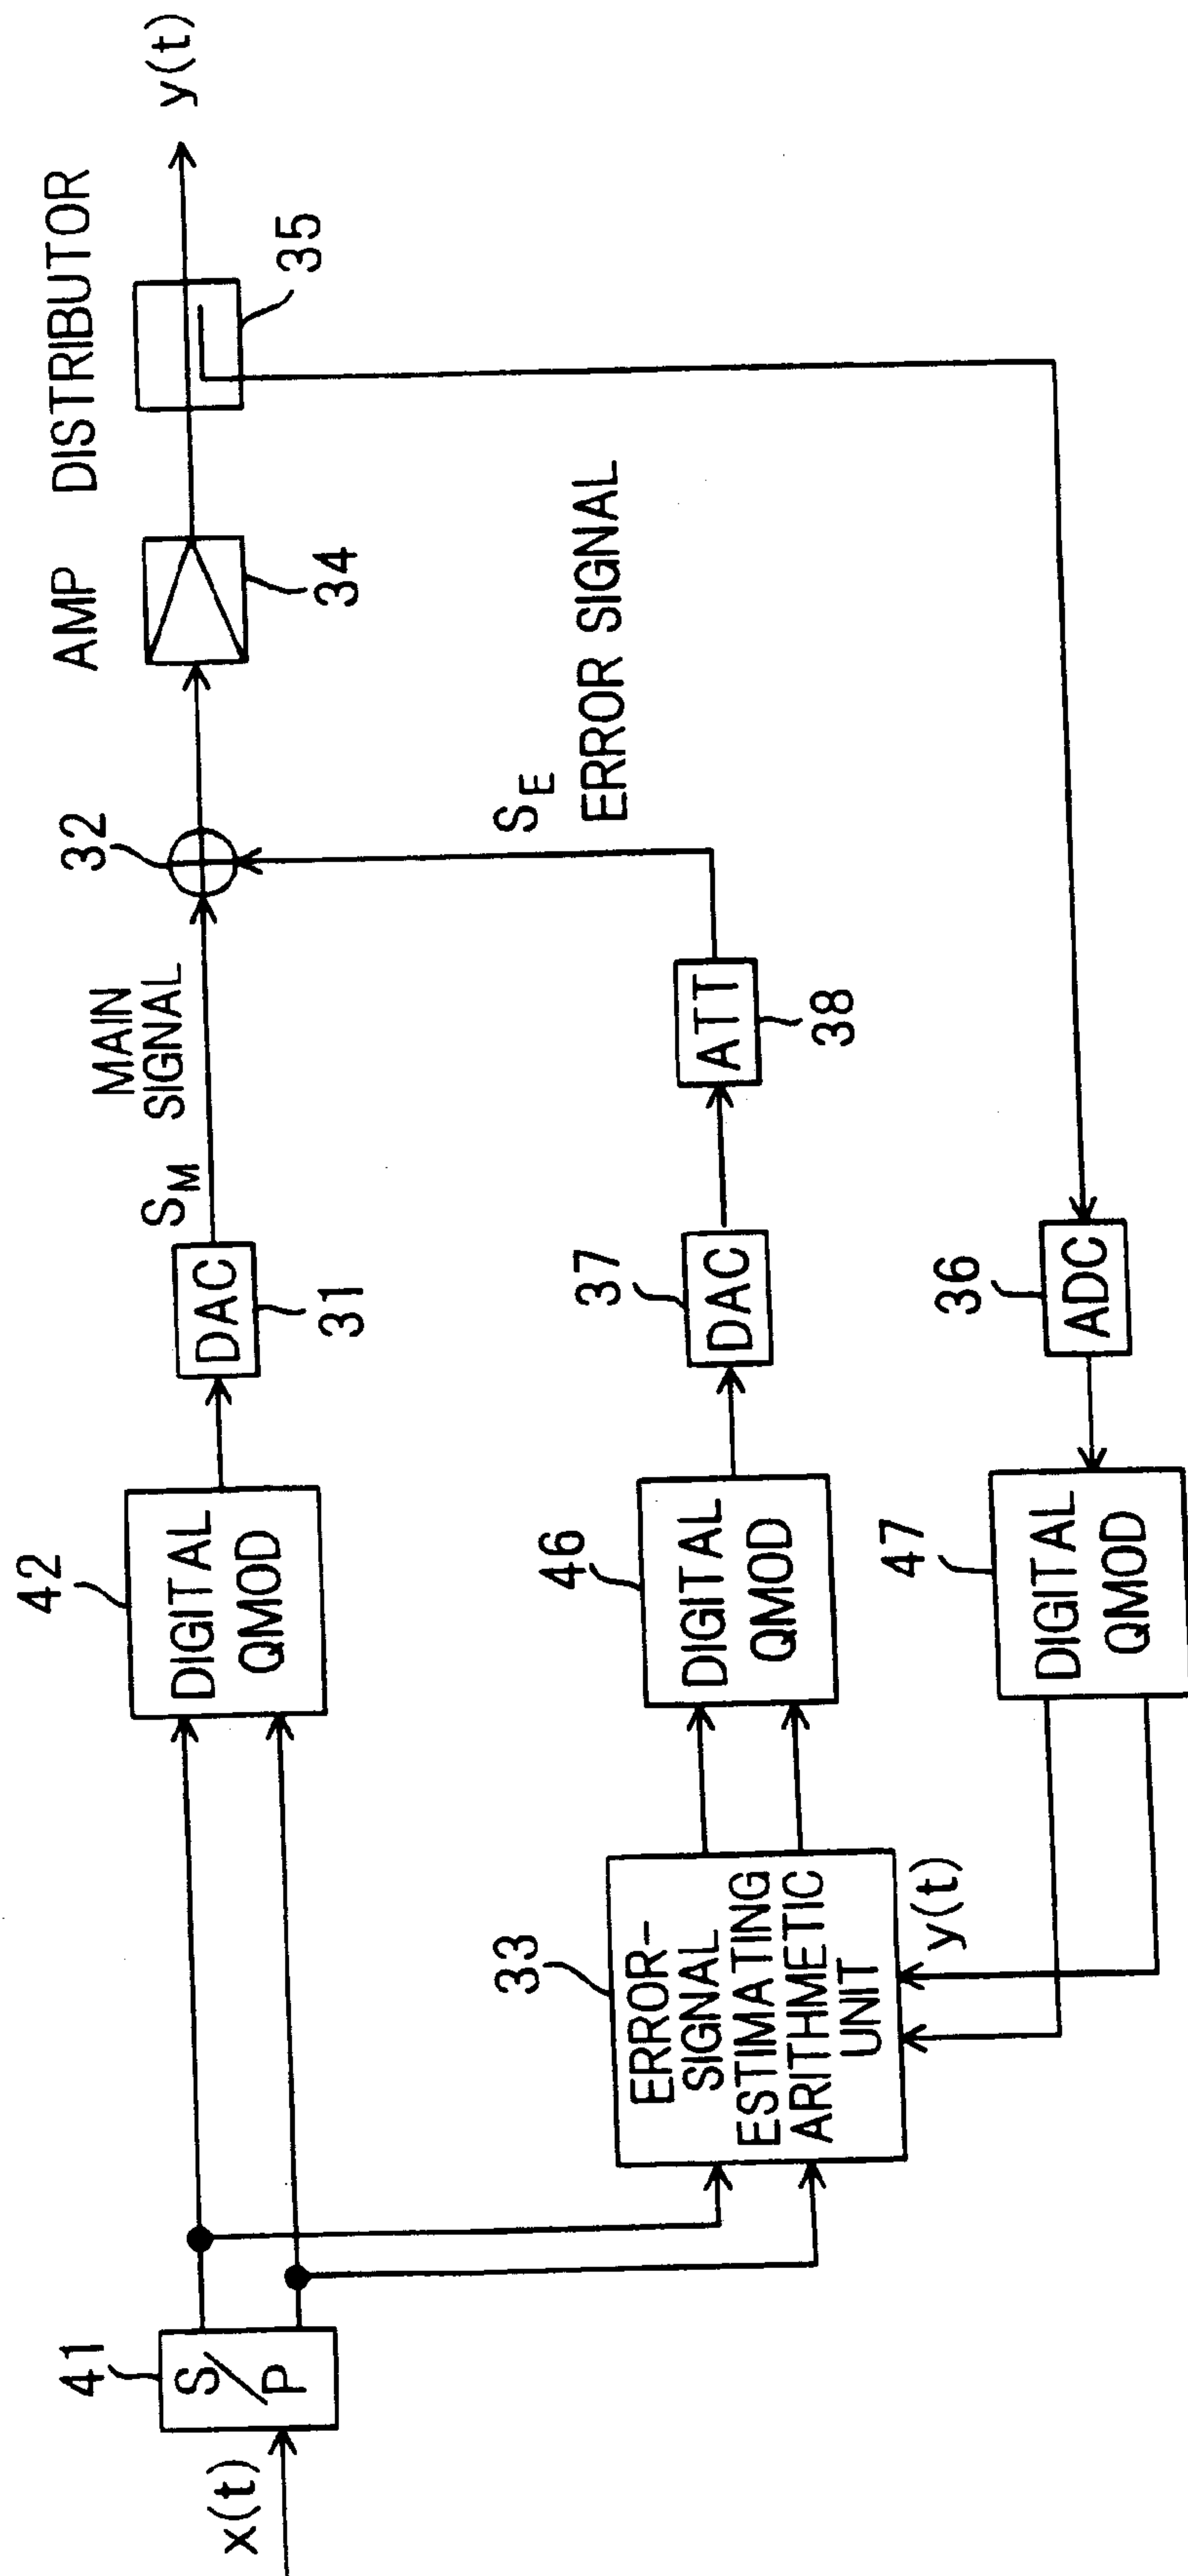 x(t)
41
S/P
42
DIGITAL
QMOD
DAC
31
S_M
MAIN
SIGNAL
32
AMP
34
DISTRIBUTOR
35
y(t)
33
ERROR-
SIGNAL
ESTIMATING
ARITHMETIC
UNIT
y(t)
46
DIGITAL
QMOD
37
DAC
ATT
38
S_E
ERROR SIGNAL
47
DIGITAL
QMOD
36
ADC